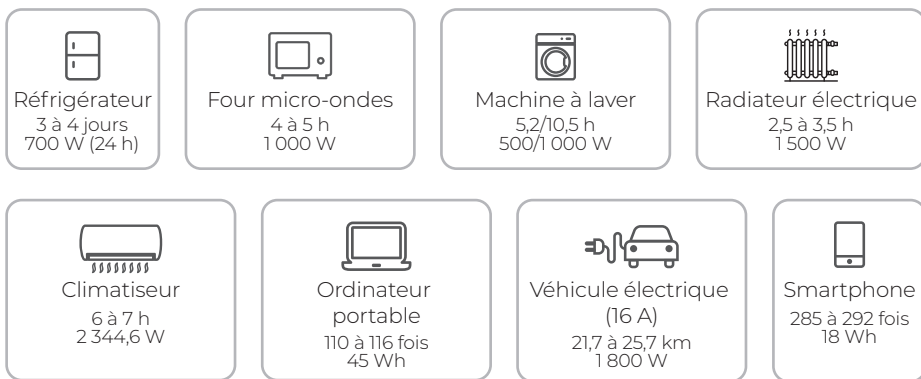 Réfrigérateur
3 à 4 jours
700 W (24 h)
Four micro-ondes
4 à 5 h
1 000 W
Machine à laver
5,2/10,5 h
500/1 000 W
Radiateur électrique
2,5 à 3,5 h
1 500 W
Climatiseur
6 à 7 h
2 344,6 W
Ordinateur
portable
110 à 116 fois
45 Wh
Véhicule électrique
(16 A)
21,7 à 25,7 km
1 800 W
Smartphone
285 à 292 fois
18 Wh